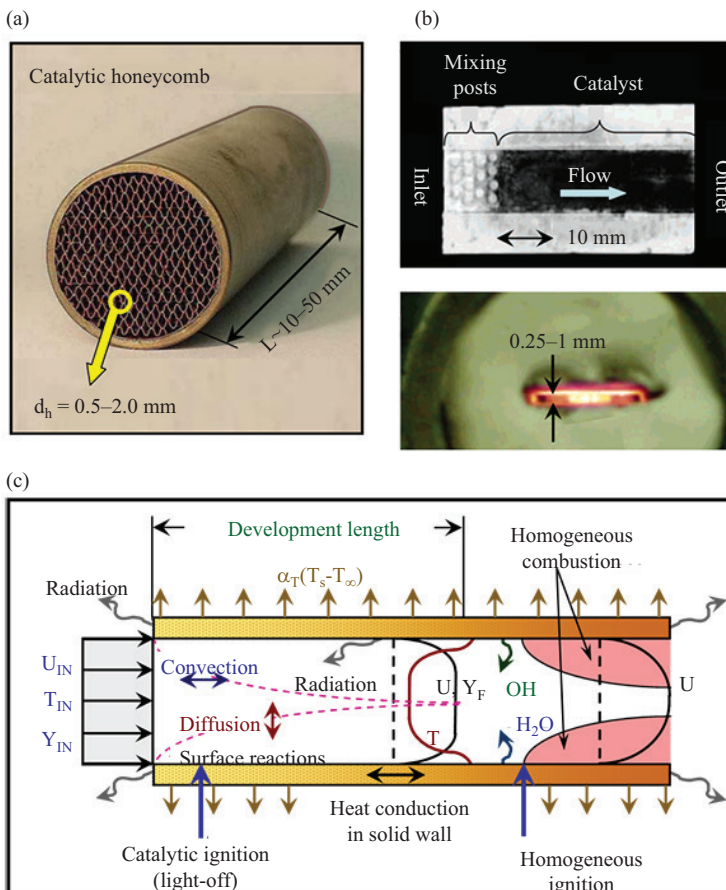 (a)
Catalytic honeycomb
L~10–50 mm
d_h = 0.5–2.0 mm
(b)
Mixing
posts
Catalyst
Inlet
Flow
Outlet
10 mm
0.25–1 mm
(c)
Development length
Homogeneous
combustion
Radiation
α_T(T_s-T_∞)
U_IN
T_IN
Y_IN
Convection
Radiation
Diffusion
Surface reactions
U, Y_F
T
OH
H₂O
U
Heat conduction
in solid wall
Catalytic ignition
(light-off)
Homogeneous
ignition